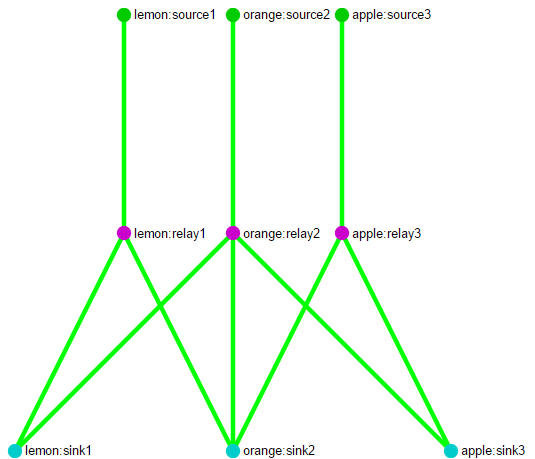 lemon:source1
orange:source2
apple:source3
lemon:relay1
orange:relay2
apple:relay3
lemon:sink1
orange:sink2
apple:sink3